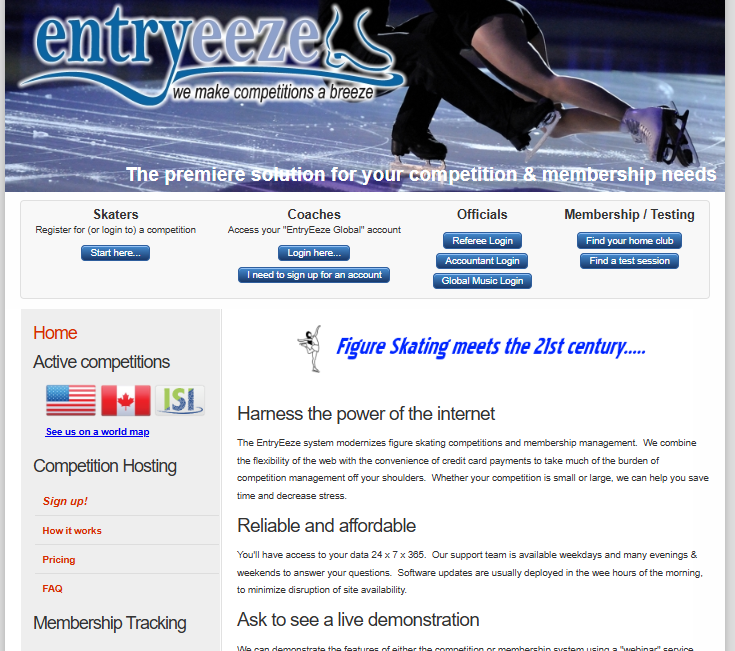 entryeeze
we make competitions a breeze
The premiere solution for your competition & membership needs
Skaters
Register for (or login to) a competition
Start here...
Coaches
Access your "EntryEeze Global" account
Login here...
I need to sign up for an account
Officials
Referee Login
Accountant Login
Global Music Login
Membership / Testing
Find your home club
Find a test session
Home
Active competitions
ISI
See us on a world map
Competition Hosting
Sign up!
How it works
Pricing
FAQ
Membership Tracking
Figure Skating meets the 21st century.....
Harness the power of the internet
The EntryEeze system modernizes figure skating competitions and membership management. We combine
the flexibility of the web with the convenience of credit card payments to take much of the burden of
competition management off your shoulders. Whether your competition is small or large, we can help you save
time and decrease stress.
Reliable and affordable
You'll have access to your data 24 x 7 x 365. Our support team is available weekdays and many evenings &
weekends to answer your questions. Software updates are usually deployed in the wee hours of the morning,
to minimize disruption of site availability.
Ask to see a live demonstration
We can demonstrate the features of either the competition or membership system using a "webinar" service